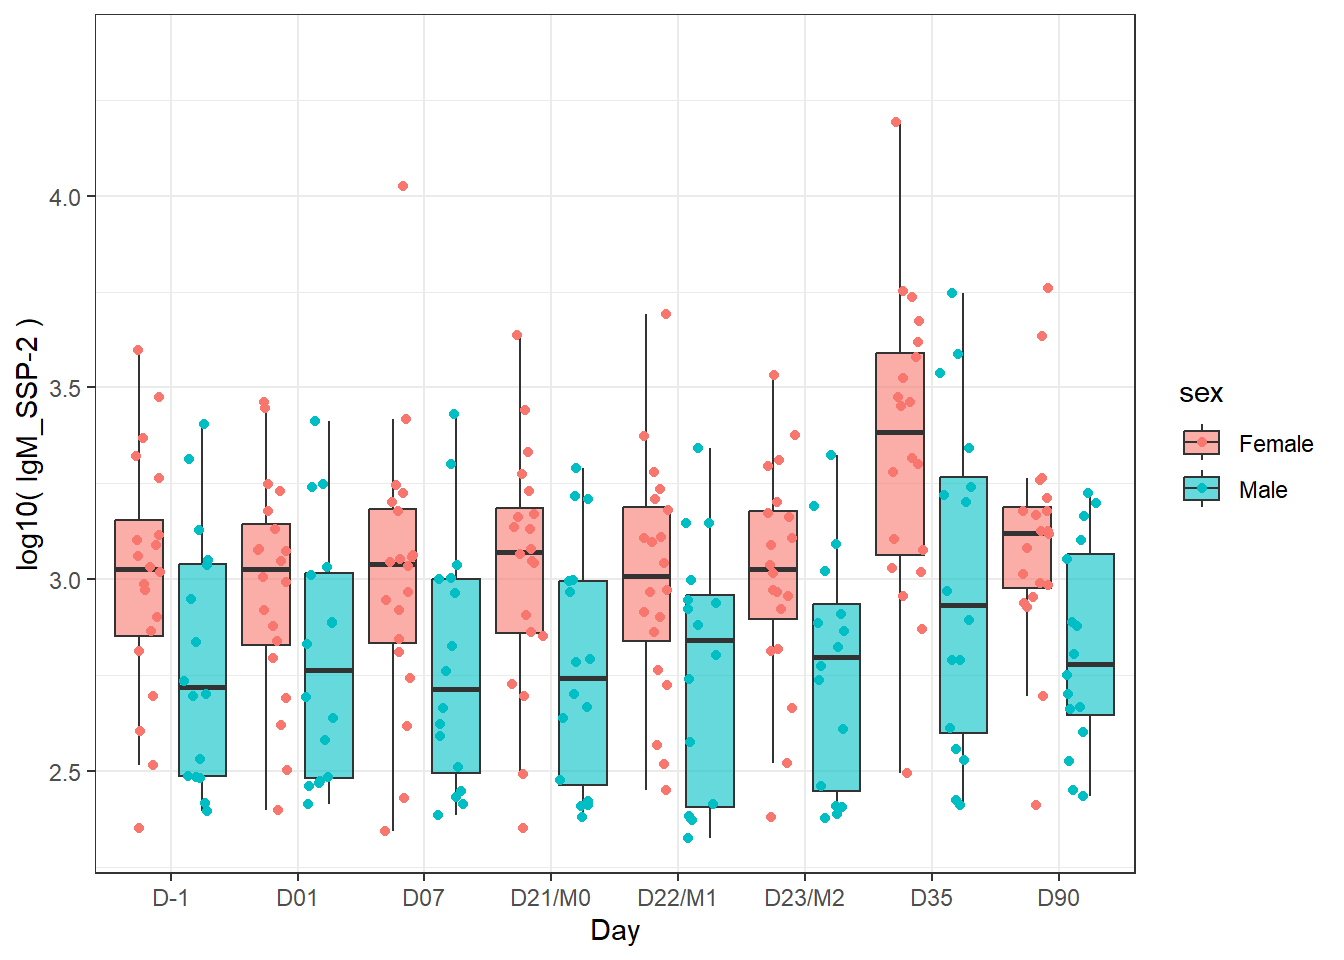 log10( IgM_SSP-2 )
4.0
3.5
3.0
2.5
D-1 D01 D07 D21/M0 D22/M1 D23/M2 D35 D90
Day
sex
Female
Male